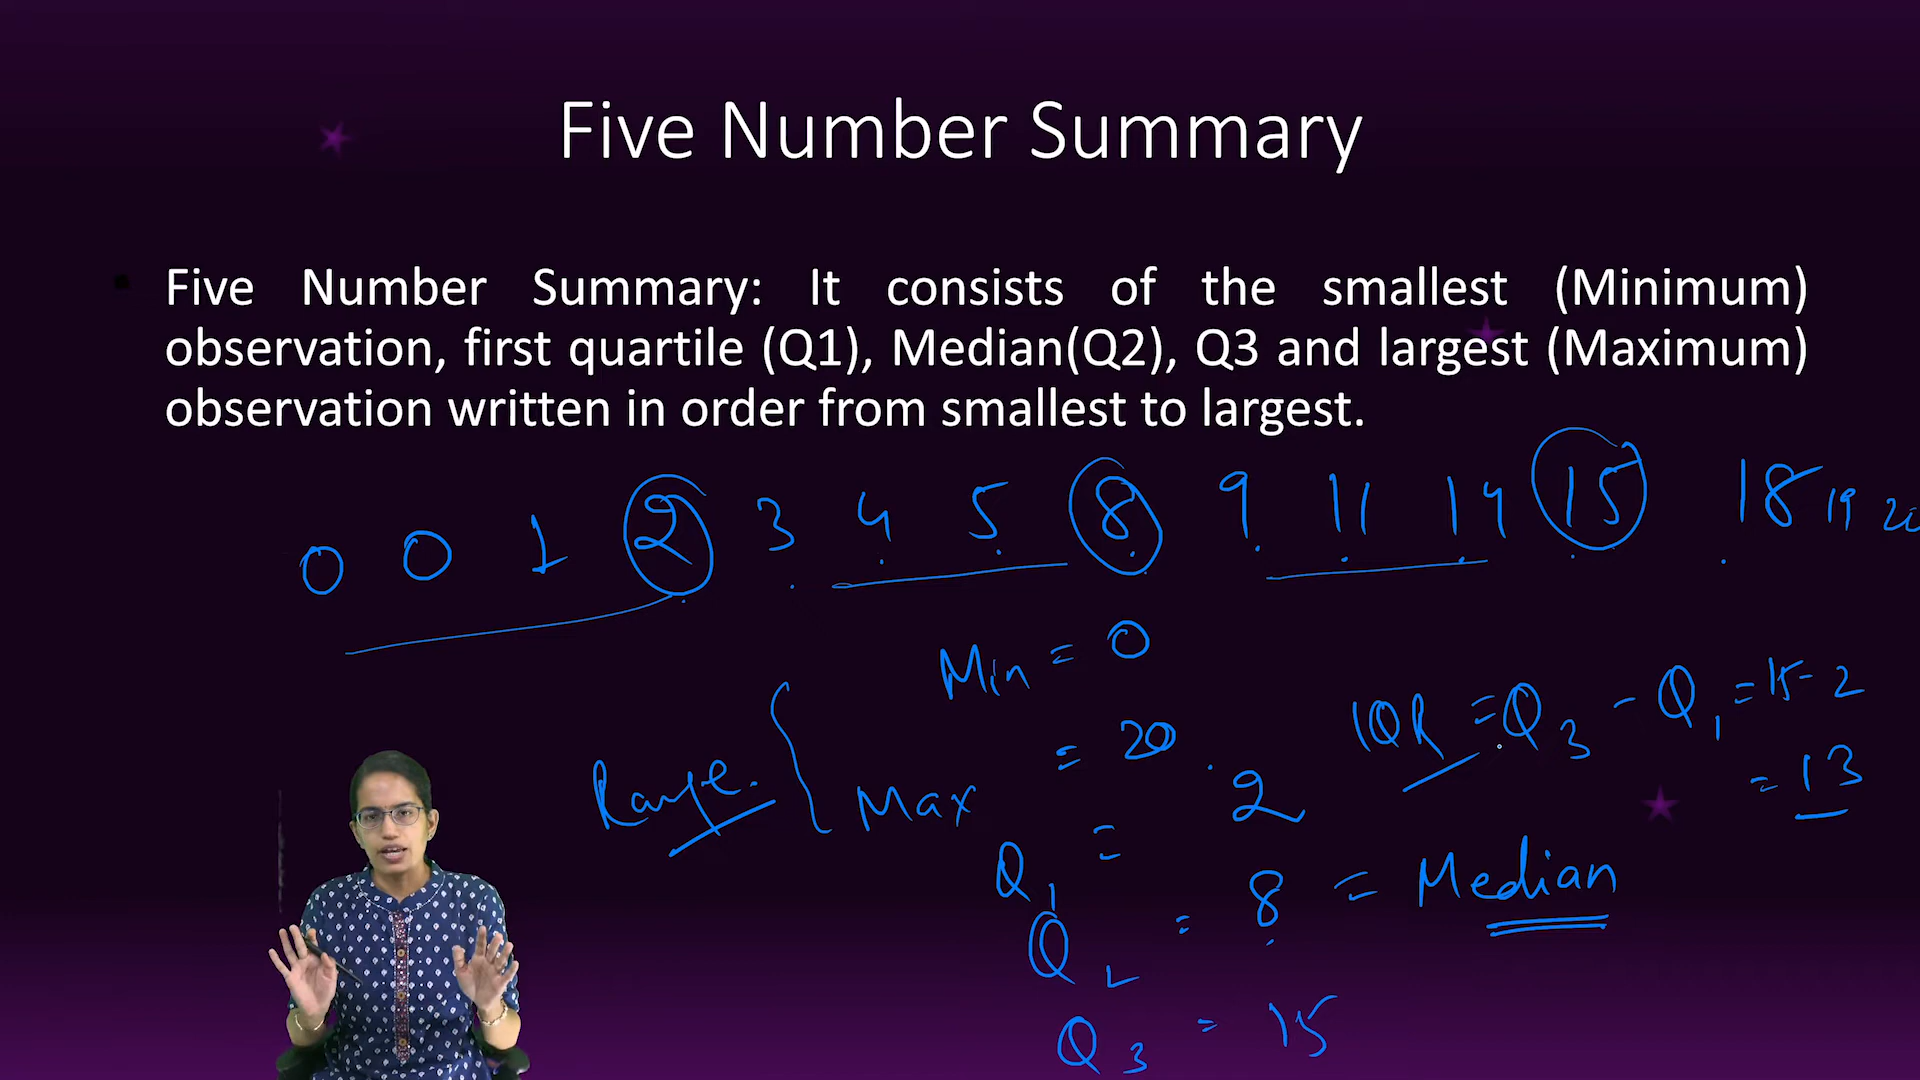 Five Number Summary
Five Number Summary: It consists of the smallest (Minimum)
observation, first quartile (Q1), Median(Q2), Q3 and largest (Maximum)
observation written in order from smallest to largest.
0 0 1 2 3 4 5 8 9 11 14 15 18 19 20
Min = 0
Range. Max = 20
IQR = Q3 - Q1 = 15 - 2
= 13
Q1 = 2
Q2 = 8 = Median
Q3 = 15